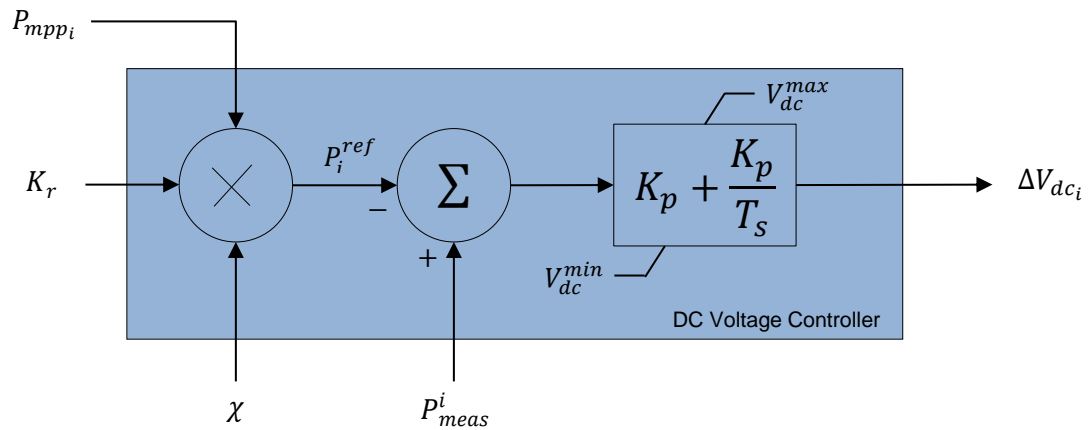 P_{mpp_i}
V_{dc}^{max}
K_r
×
P_i^{ref}
−
Σ
+
K_p + \frac{K_p}{T_s}
ΔV_{dc_i}
V_{dc}^{min}
DC Voltage Controller
χ
P_{meas}^i